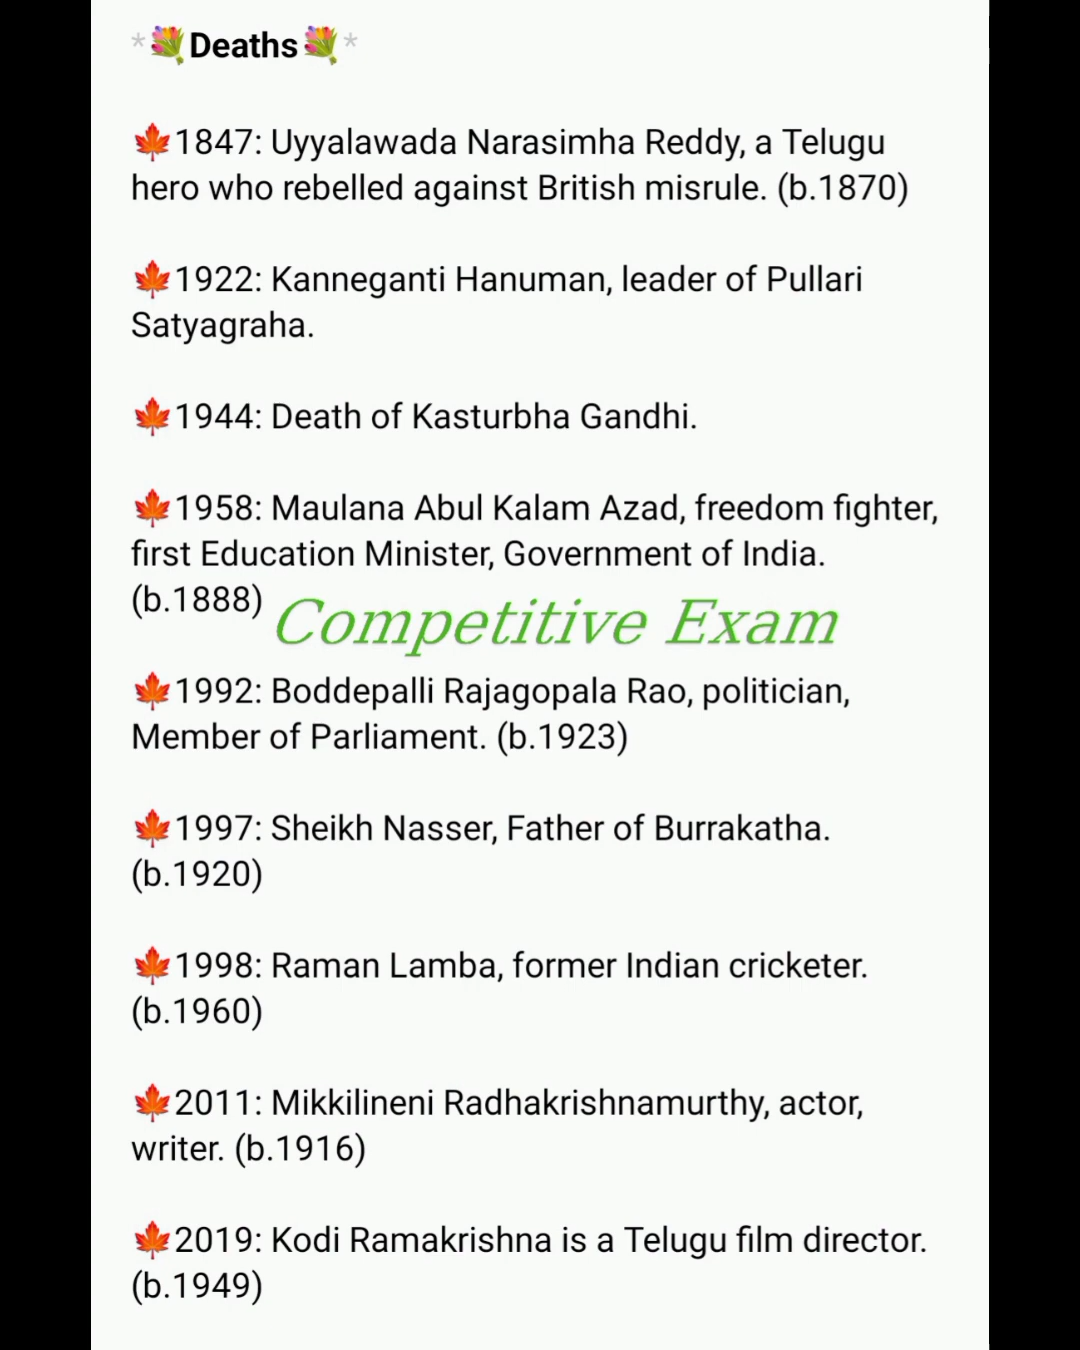 *💐Deaths💐*
🍁1847: Uyyalawada Narasimha Reddy, a Telugu
hero who rebelled against British misrule. (b.1870)
🍁1922: Kanneganti Hanuman, leader of Pullari
Satyagraha.
🍁1944: Death of Kasturbha Gandhi.
🍁1958: Maulana Abul Kalam Azad, freedom fighter,
first Education Minister, Government of India.
(b.1888)
Competitive Exam
🍁1992: Boddepalli Rajagopala Rao, politician,
Member of Parliament. (b.1923)
🍁1997: Sheikh Nasser, Father of Burrakatha.
(b.1920)
🍁1998: Raman Lamba, former Indian cricketer.
(b.1960)
🍁2011: Mikkilineni Radhakrishnamurthy, actor,
writer. (b.1916)
🍁2019: Kodi Ramakrishna is a Telugu film director.
(b.1949)